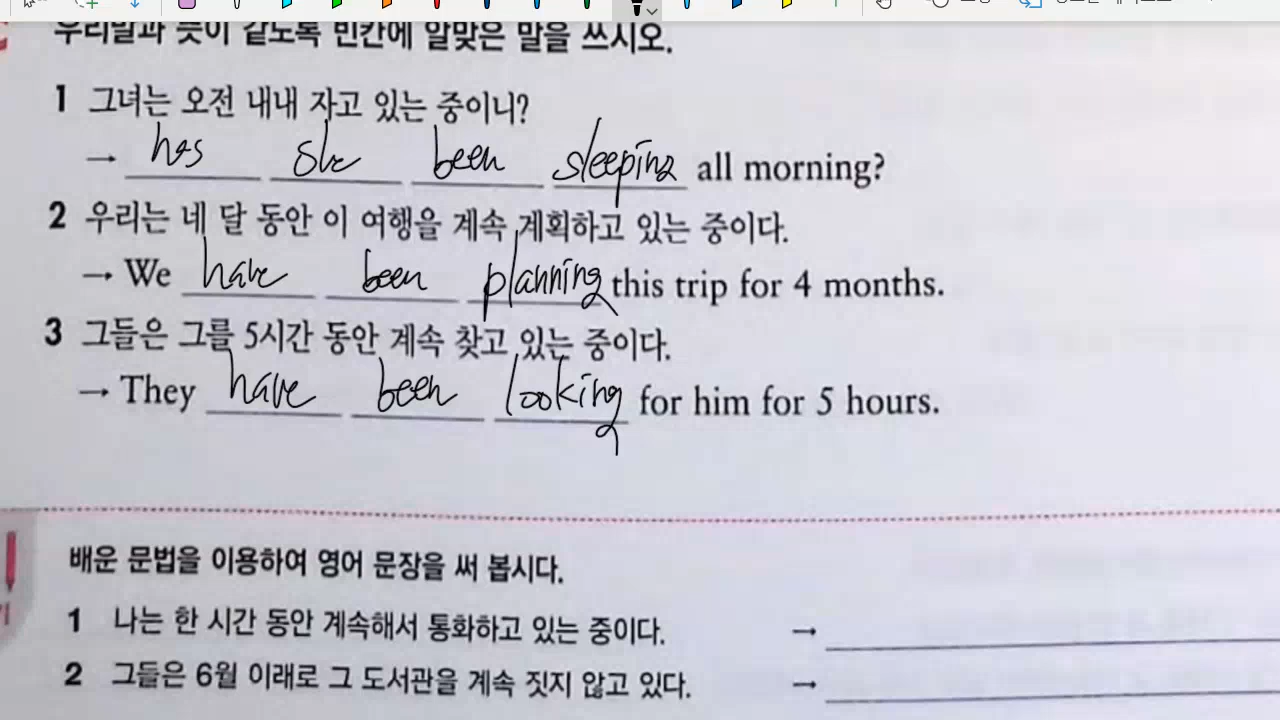 우리말과 뜻이 같도록 빈칸에 알맞은 말을 쓰시오.
1 그녀는 오전 내내 자고 있는 중이니?
→ has she been sleeping all morning?
2 우리는 네 달 동안 이 여행을 계속 계획하고 있는 중이다.
→ We have been planning this trip for 4 months.
3 그들은 그를 5시간 동안 계속 찾고 있는 중이다.
→ They have been looking for him for 5 hours.
배운 문법을 이용하여 영어 문장을 써 봅시다.
1 나는 한 시간 동안 계속해서 통화하고 있는 중이다. →
2 그들은 6월 이래로 그 도서관을 계속 짓지 않고 있다. →